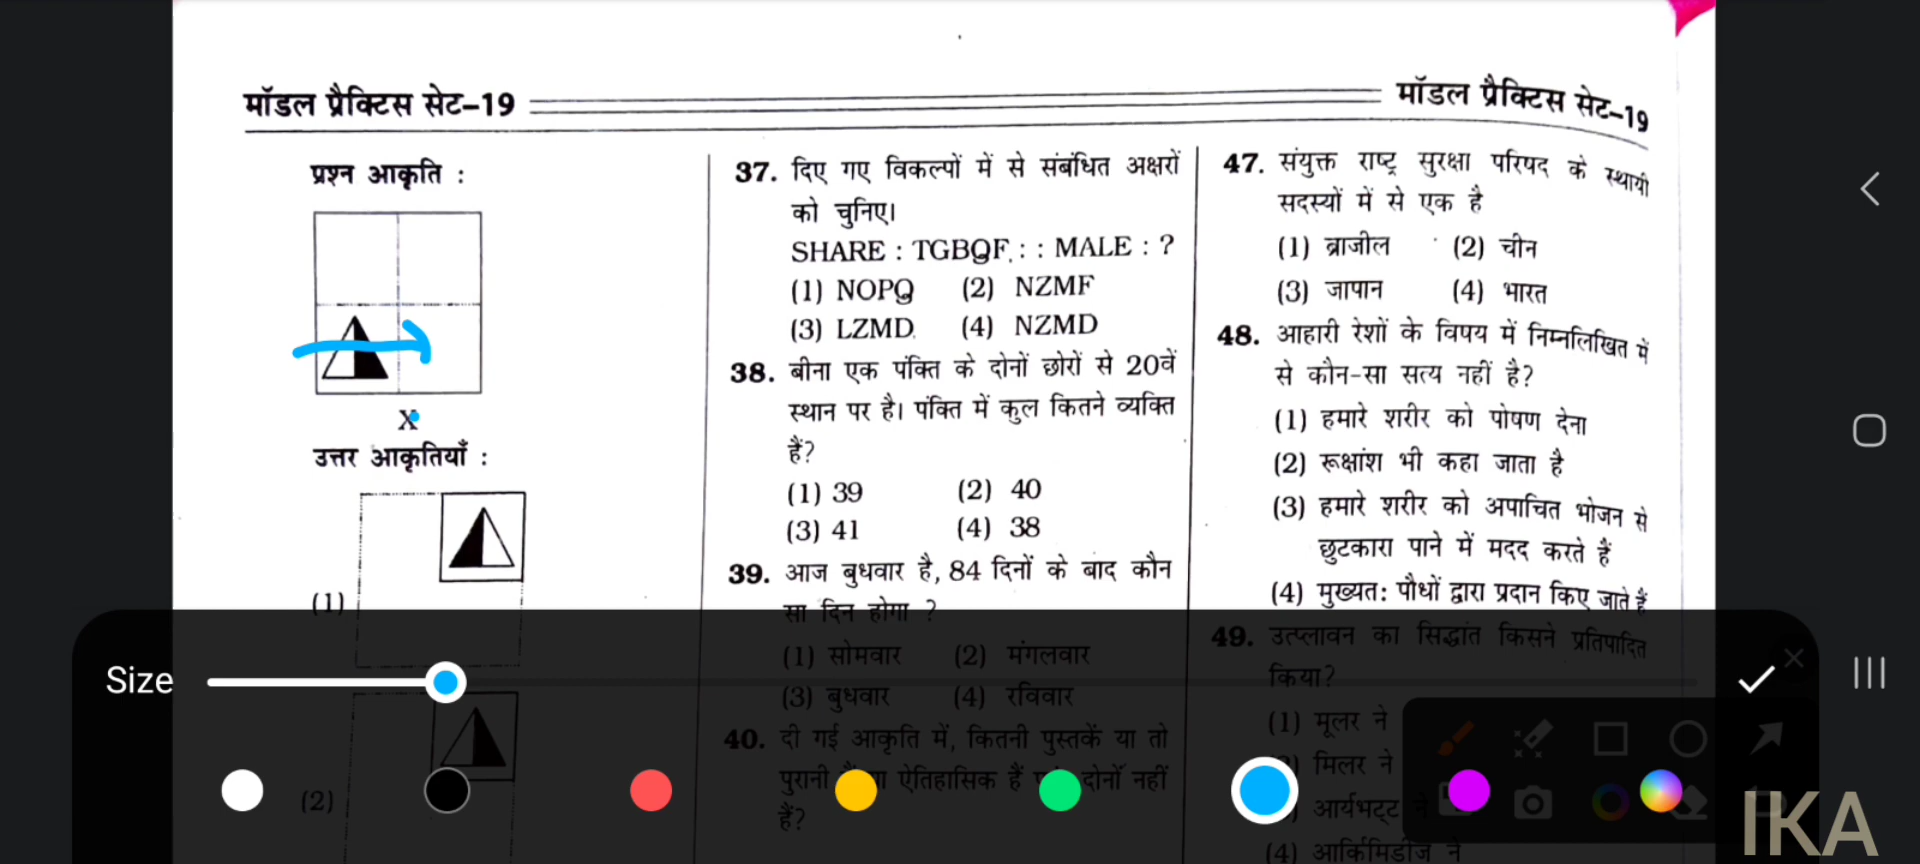 मॉडल प्रैक्टिस सेट–19
मॉडल प्रैक्टिस सेट–19
प्रश्न आकृति :
X
उत्तर आकृतियाँ :
(1)
(2)
37. दिए गए विकल्पों में से संबंधित अक्षरों
को चुनिए।
SHARE : TGBQF : : MALE : ?
(1) NOPQ (2) NZMF
(3) LZMD (4) NZMD
38. बीना एक पंक्ति के दोनों छोरों से 20वें
स्थान पर है। पंक्ति में कुल कितने व्यक्ति
हैं?
(1) 39 (2) 40
(3) 41 (4) 38
39. आज बुधवार है, 84 दिनों के बाद कौन
सा दिन होगा ?
(1) सोमवार (2) मंगलवार
(3) बुधवार (4) रविवार
40. दी गई आकृति में, कितनी पुस्तकें या तो
पुरानी ऐतिहासिक हैं दोनों नहीं
हैं?
47. संयुक्त राष्ट्र सुरक्षा परिषद के स्थायी
सदस्यों में से एक है
(1) ब्राजील (2) चीन
(3) जापान (4) भारत
48. आहारी रेशों के विषय में निम्नलिखित में
से कौन-सा सत्य नहीं है?
(1) हमारे शरीर को पोषण देना
(2) रूक्षांश भी कहा जाता है
(3) हमारे शरीर को अपाचित भोजन से
छुटकारा पाने में मदद करते हैं
(4) मुख्यत: पौधों द्वारा प्रदान किए जाते हैं
49. उत्प्लावन का सिद्धांत किसने प्रतिपादित
किया?
(1) मूलर ने
मिलर ने
आर्यभट्ट ने
(4) आर्किमिडीज ने
Size
IKA